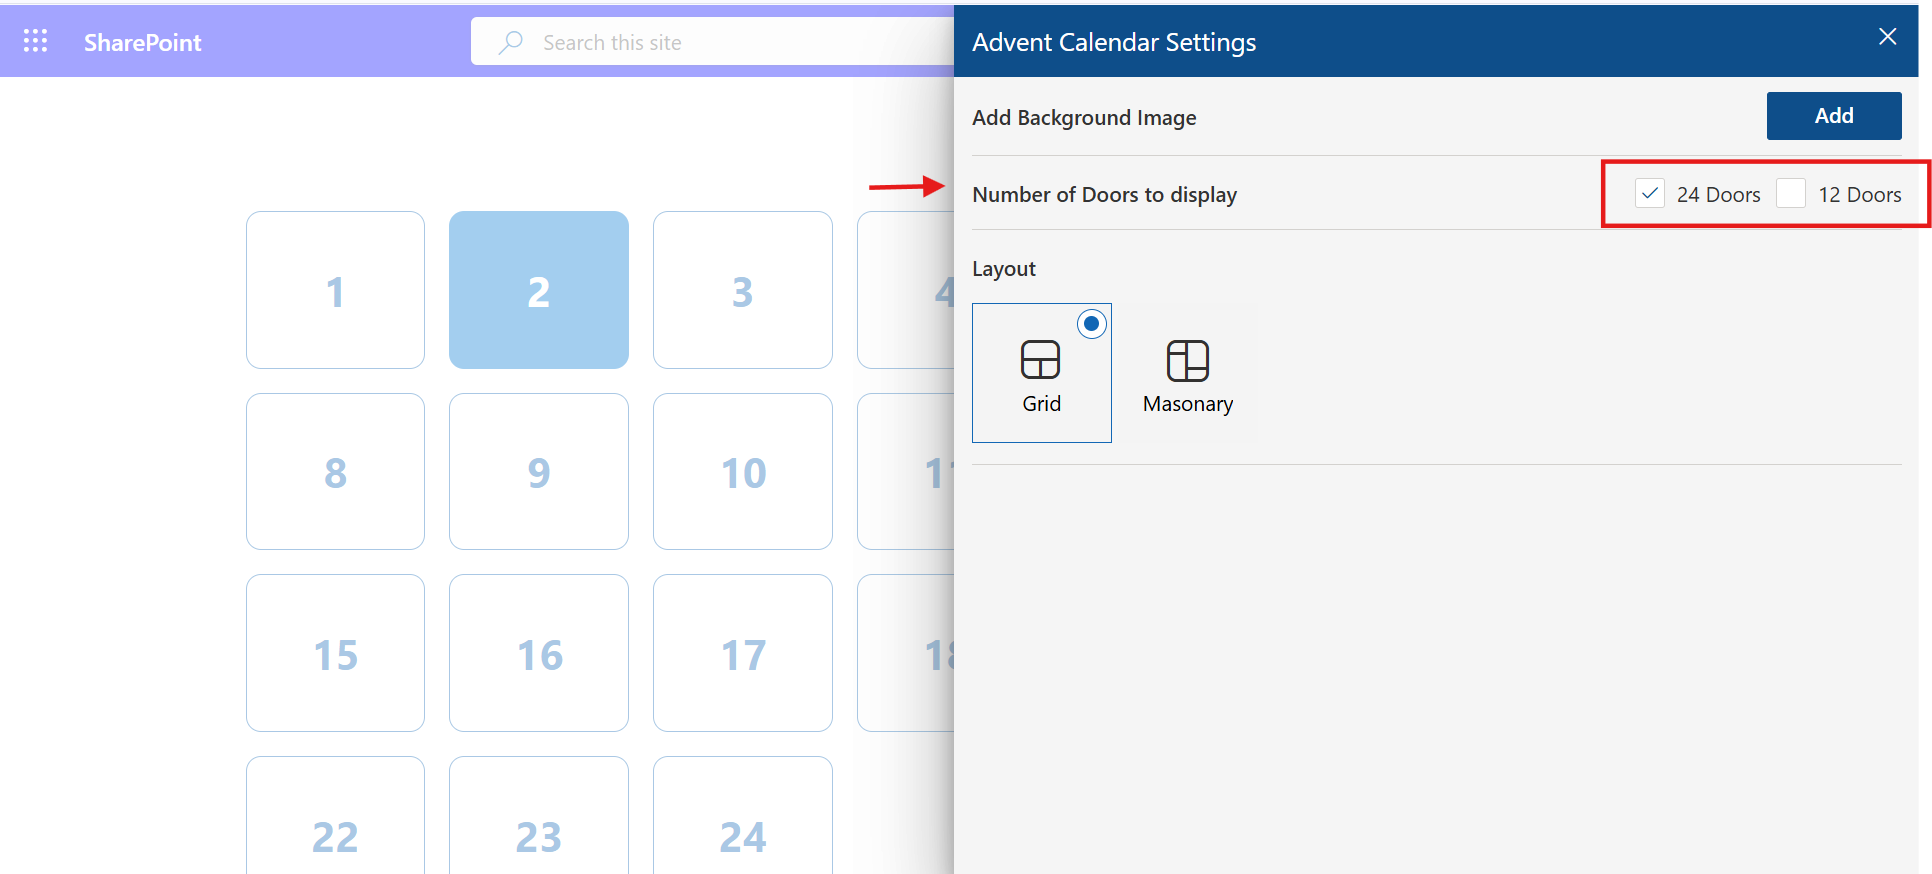 SharePoint
Search this site
Advent Calendar Settings
Add Background Image
Add
Number of Doors to display
24 Doors
12 Doors
Layout
Grid
Masonary
1
2
3
4
8
9
10
11
15
16
17
18
22
23
24